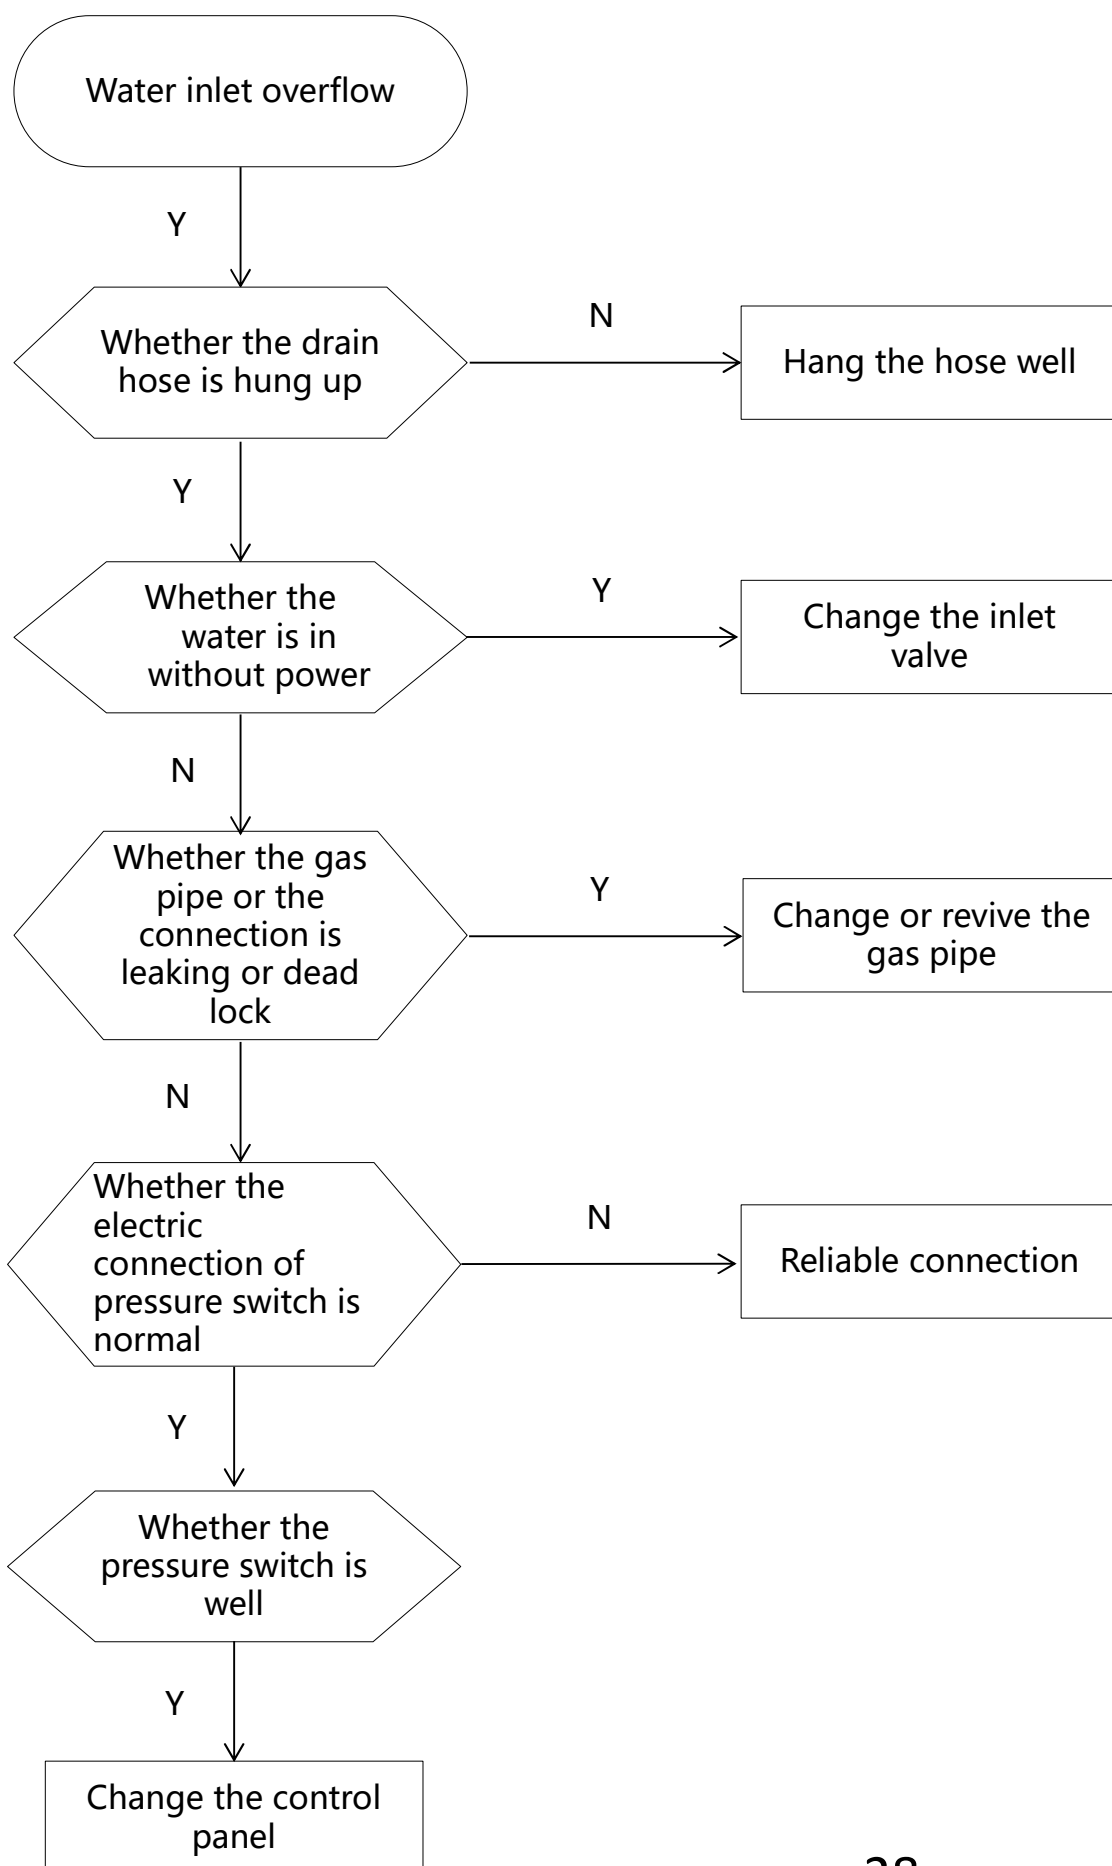 Water inlet overflow
Y
Whether the drain
hose is hung up
N
Hang the hose well
Y
Whether the
water is in
without power
Y
Change the inlet
valve
N
Whether the gas
pipe or the
connection is
leaking or dead
lock
Y
Change or revive the
gas pipe
N
Whether the
electric
connection of
pressure switch is
normal
N
Reliable connection
Y
Whether the
pressure switch is
well
Y
Change the control
panel